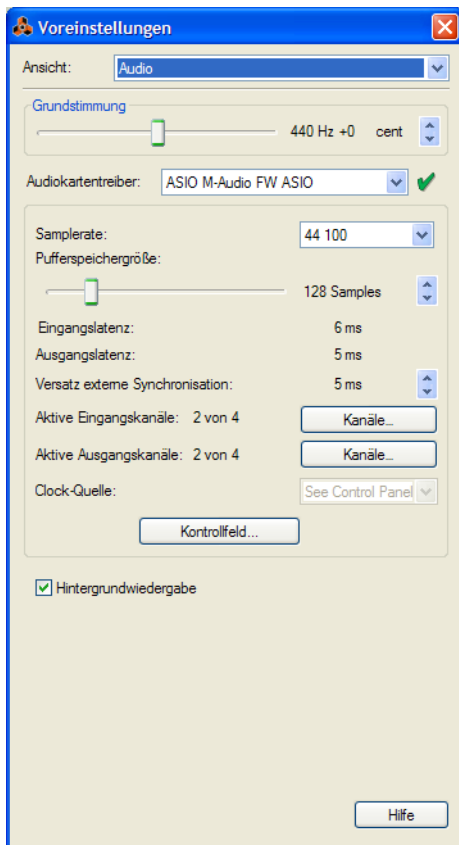 Voreinstellungen
Ansicht: Audio
Grundstimmung
440 Hz +0 cent
Audiokartentreiber: ASIO M-Audio FW ASIO
Samplerate: 44 100
Pufferspeichergröße:
128 Samples
Eingangslatenz: 6 ms
Ausgangslatenz: 5 ms
Versatz externe Synchronisation: 5 ms
Aktive Eingangskanäle: 2 von 4 Kanäle...
Aktive Ausgangskanäle: 2 von 4 Kanäle...
Clock-Quelle: See Control Panel
Kontrollfeld...
Hintergrundwiedergabe
Hilfe